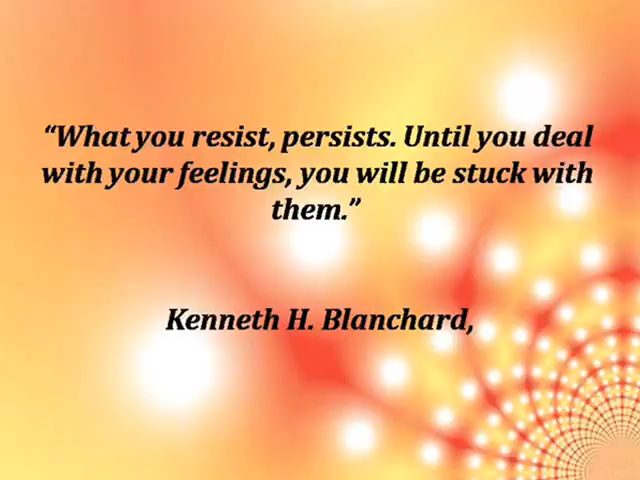 “What you resist, persists. Until you deal
with your feelings, you will be stuck with
them.”
Kenneth H. Blanchard,